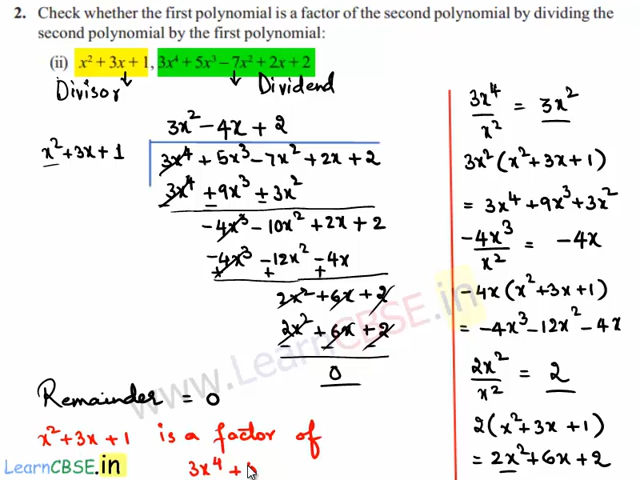 2. Check whether the first polynomial is a factor of the second polynomial by dividing the
second polynomial by the first polynomial:
(ii) x² + 3x + 1, 3x⁴ + 5x³ – 7x² + 2x + 2
Divisor Dividend
3x² - 4x + 2
x² + 3x + 1 3x⁴ + 5x³ - 7x² + 2x + 2
3x⁴ + 9x³ + 3x²
- - -
-4x³ - 10x² + 2x + 2
-4x³ - 12x² - 4x
+ + +
2x² + 6x + 2
2x² + 6x + 2
- - -
0
Remainder = 0
x² + 3x + 1 is a factor of
3x⁴ +
3x⁴/x² = 3x²
3x² (x² + 3x + 1)
= 3x⁴ + 9x³ + 3x²
-4x³/x² = -4x
-4x (x² + 3x + 1)
= -4x³ - 12x² - 4x
2x²/x² = 2
2 (x² + 3x + 1)
= 2x² + 6x + 2
www.LearnCBSE.in
LearnCBSE.in